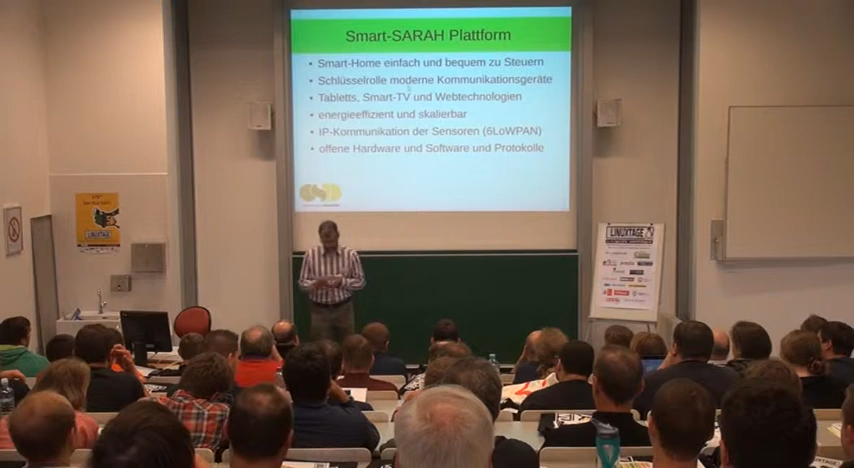 Smart-SARAH Plattform
• Smart-Home einfach und bequem zu Steuern
• Schlüsselrolle moderne Kommunikationsgeräte
• Tabletts, Smart-TV und Webtechnologien
• energieeffizient und skalierbar
• IP-Kommunikation der Sensoren (6LoWPAN)
• offene Hardware und Software und Protokolle
LINUXTAGE
LINUXTAGE